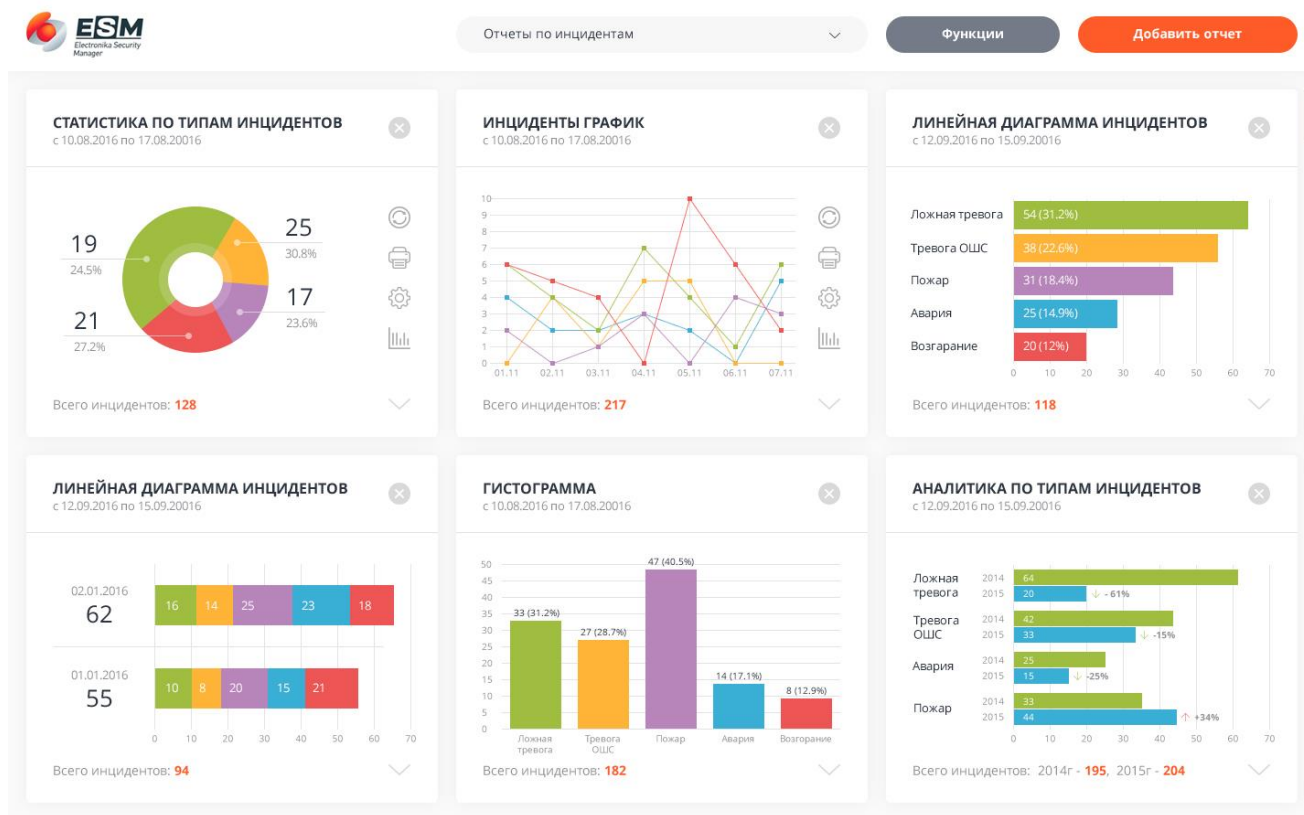 ESM
Electronika Security
Manager
Отчеты по инцидентам
Функции
Добавить отчет
СТАТИСТИКА ПО ТИПАМ ИНЦИДЕНТОВ
с 10.08.2016 по 17.08.20016
19
24.5%
25
30.8%
17
23.6%
21
27.2%
Всего инцидентов: 128
ИНЦИДЕНТЫ ГРАФИК
с 10.08.2016 по 17.08.20016
10
9
8
7
6
5
4
3
2
1
0
01.11 02.11 03.11 04.11 05.11 06.11 07.11
Всего инцидентов: 217
ЛИНЕЙНАЯ ДИАГРАММА ИНЦИДЕНТОВ
с 12.09.2016 по 15.09.20016
Ложная тревога 54 (31.2%)
Тревога ОШС 38 (22.6%)
Пожар 31 (18.4%)
Авария 25 (14.9%)
Возгарание 20 (12%)
0 10 20 30 40 50 60 70
Всего инцидентов: 118
ЛИНЕЙНАЯ ДИАГРАММА ИНЦИДЕНТОВ
с 12.09.2016 по 15.09.20016
02.01.2016
62
16 14 25 23 18
01.01.2016
55
10 8 20 15 21
0 10 20 30 40 50 60 70
Всего инцидентов: 94
ГИСТОГРАММА
с 10.08.2016 по 17.08.20016
50
45
40
35
30
25
20
15
10
5
0
33 (31.2%)
27 (28.7%)
47 (40.5%)
14 (17.1%)
8 (12.9%)
Ложная
тревога
Тревога
ОШС
Пожар
Авария
Возгорание
Всего инцидентов: 182
АНАЛИТИКА ПО ТИПАМ ИНЦИДЕНТОВ
с 12.09.2016 по 15.09.20016
Ложная
тревога
2014 64
2015 20 - 61%
Тревога
ОШС
2014 42
2015 33 -15%
Авария
2014 25
2015 15 -25%
Пожар
2014 33
2015 44 +34%
0 10 20 30 40 50 60 70
Всего инцидентов: 2014г - 195, 2015г - 204